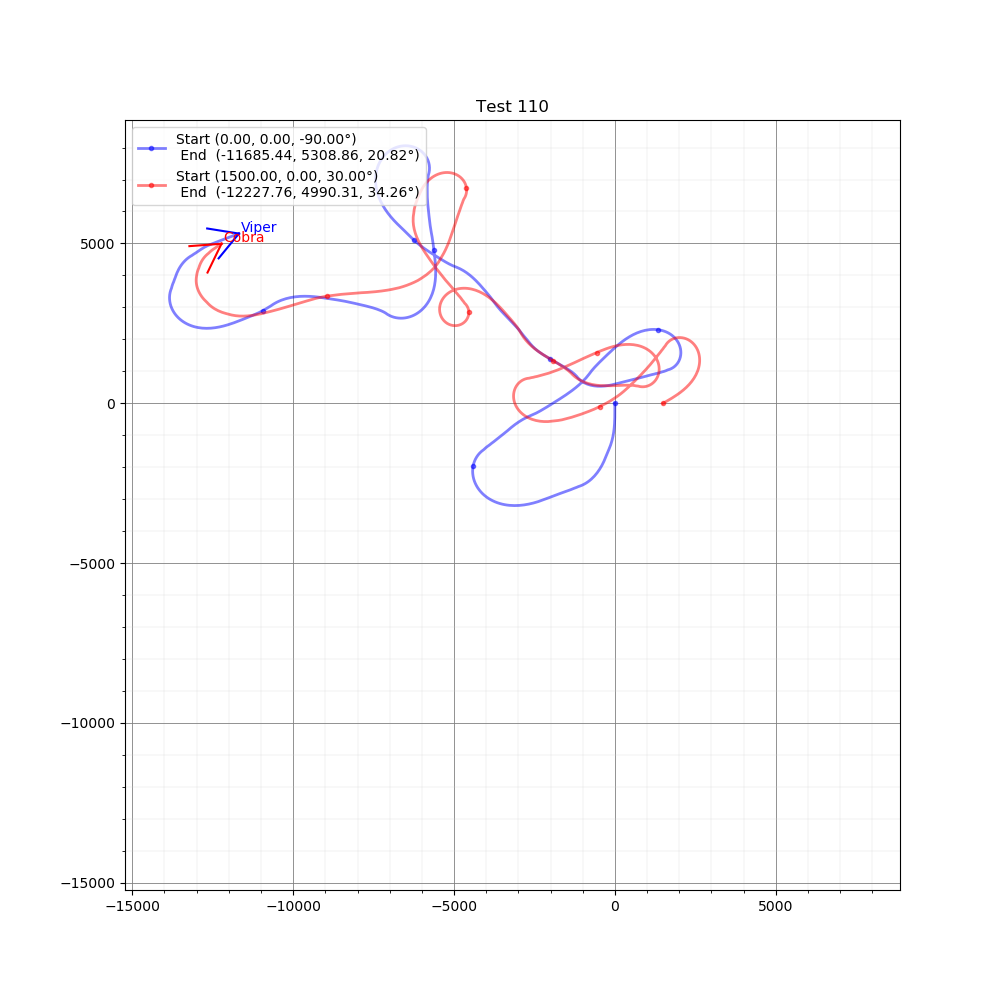 Test 110
Start (0.00, 0.00, -90.00°)
End (-11685.44, 5308.86, 20.82°)
Start (1500.00, 0.00, 30.00°)
End (-12227.76, 4990.31, 34.26°)
Viper
Cobra
5000
0
−5000
−10000
−15000
−15000 −10000 −5000 0 5000